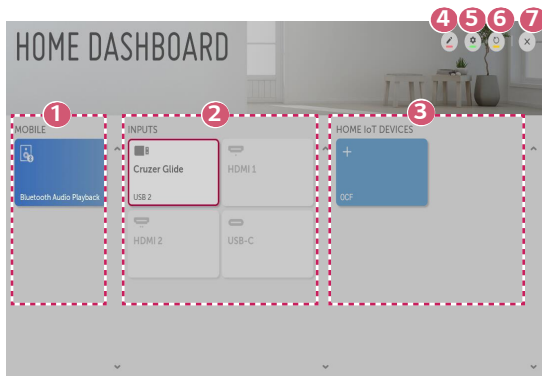 4 5 6 7
HOME DASHBOARD
1 2 3
MOBILE INPUTS HOME IoT DEVICES
Bluetooth Audio Playback
Cruzer Glide
USB 2
HDMI 1
HDMI 2
USB-C
OCF